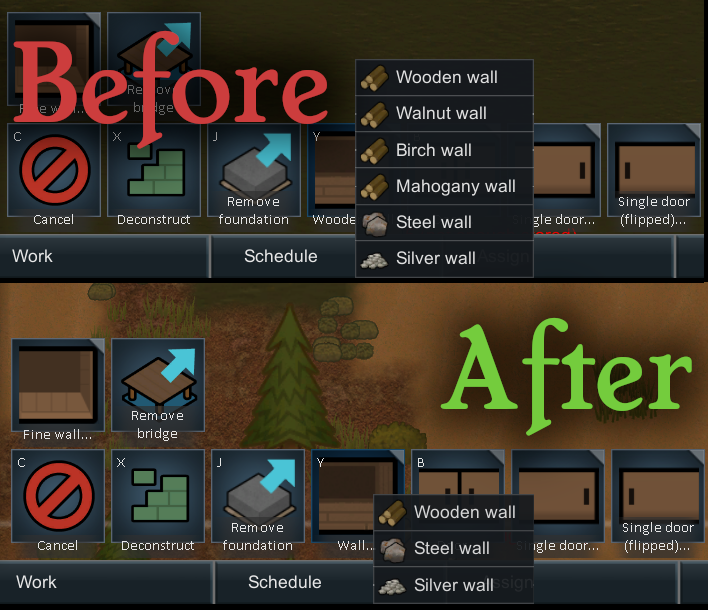 Before
Fine wall...
Remove
bridge
Wooden wall
Walnut wall
Birch wall
Mahogany wall
Steel wall
Silver wall
C
X
J
Y
Cancel
Deconstruct
Remove
foundation
Woode
gle door...
Single door
(flipped)...
Work
Schedule
Assign
After
Fine wall...
Remove
bridge
C
X
J
Y
B
Cancel
Deconstruct
Remove
foundation
Wall...
Wooden wall
Steel wall
Silver wall
gle door...
Single door
(flipped)...
Work
Schedule
Assign